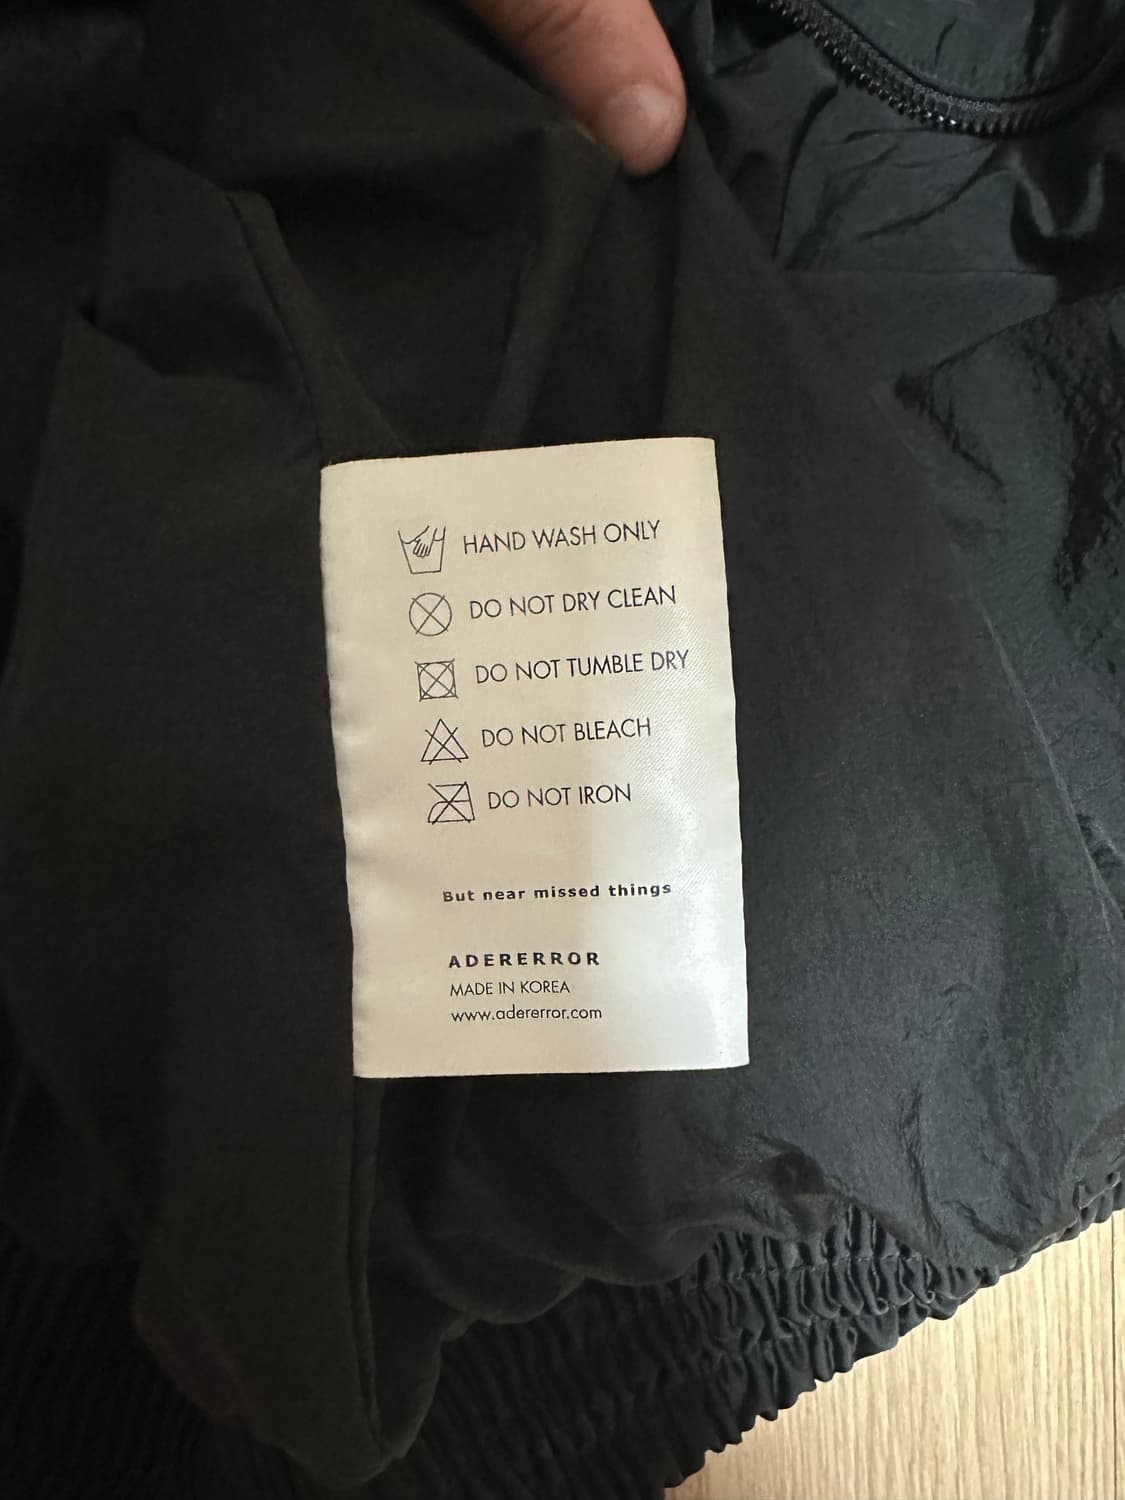 HAND WASH ONLY
DO NOT DRY CLEAN
DO NOT TUMBLE DRY
DO NOT BLEACH
DO NOT IRON
But near missed things
ADERERROR
MADE IN KOREA
www.adererror.com